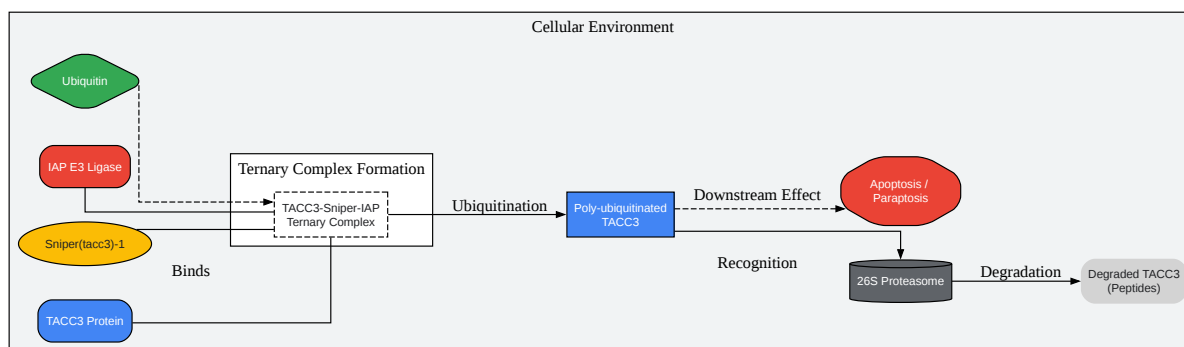 Cellular Environment
Ubiquitin
IAP E3 Ligase
Sniper(tacc3)-1
Binds
TACC3 Protein
Ternary Complex Formation
TACC3-Sniper-IAP
Ternary Complex
Ubiquitination
Poly-ubiquitinated
TACC3
Downstream Effect
Apoptosis /
Paraptosis
Recognition
26S Proteasome
Degradation
Degraded TACC3
(Peptides)